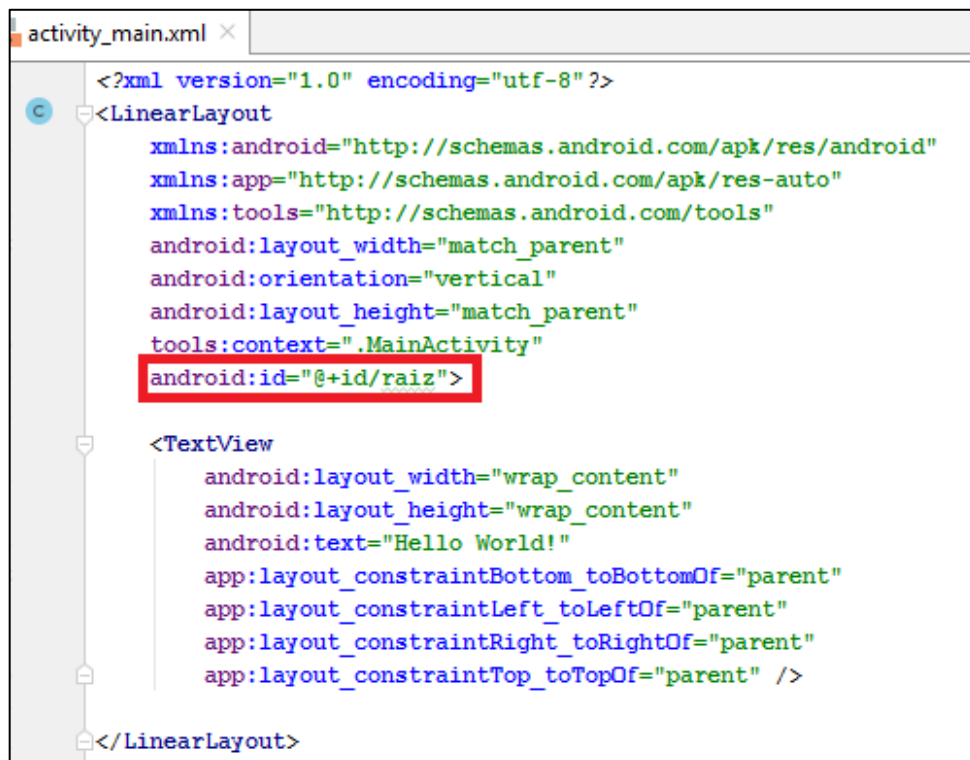 activity_main.xml
<?xml version="1.0" encoding="utf-8"?>
C
<LinearLayout
xmlns:android="http://schemas.android.com/apk/res/android"
xmlns:app="http://schemas.android.com/apk/res-auto"
xmlns:tools="http://schemas.android.com/tools"
android:layout_width="match_parent"
android:orientation="vertical"
android:layout_height="match_parent"
tools:context=".MainActivity"
android:id="@+id/raiz">
<TextView
android:layout_width="wrap_content"
android:layout_height="wrap_content"
android:text="Hello World!"
app:layout_constraintBottom_toBottomOf="parent"
app:layout_constraintLeft_toLeftOf="parent"
app:layout_constraintRight_toRightOf="parent"
app:layout_constraintTop_toTopOf="parent" />
</LinearLayout>